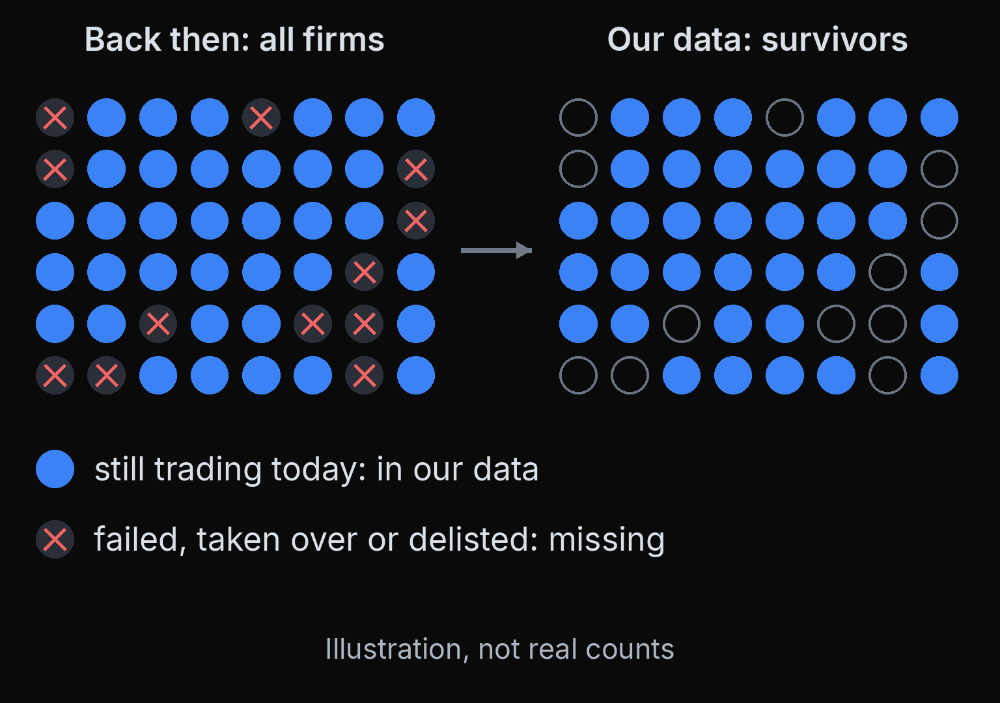 Back then: all firms
Our data: survivors
still trading today: in our data
failed, taken over or delisted: missing
Illustration, not real counts